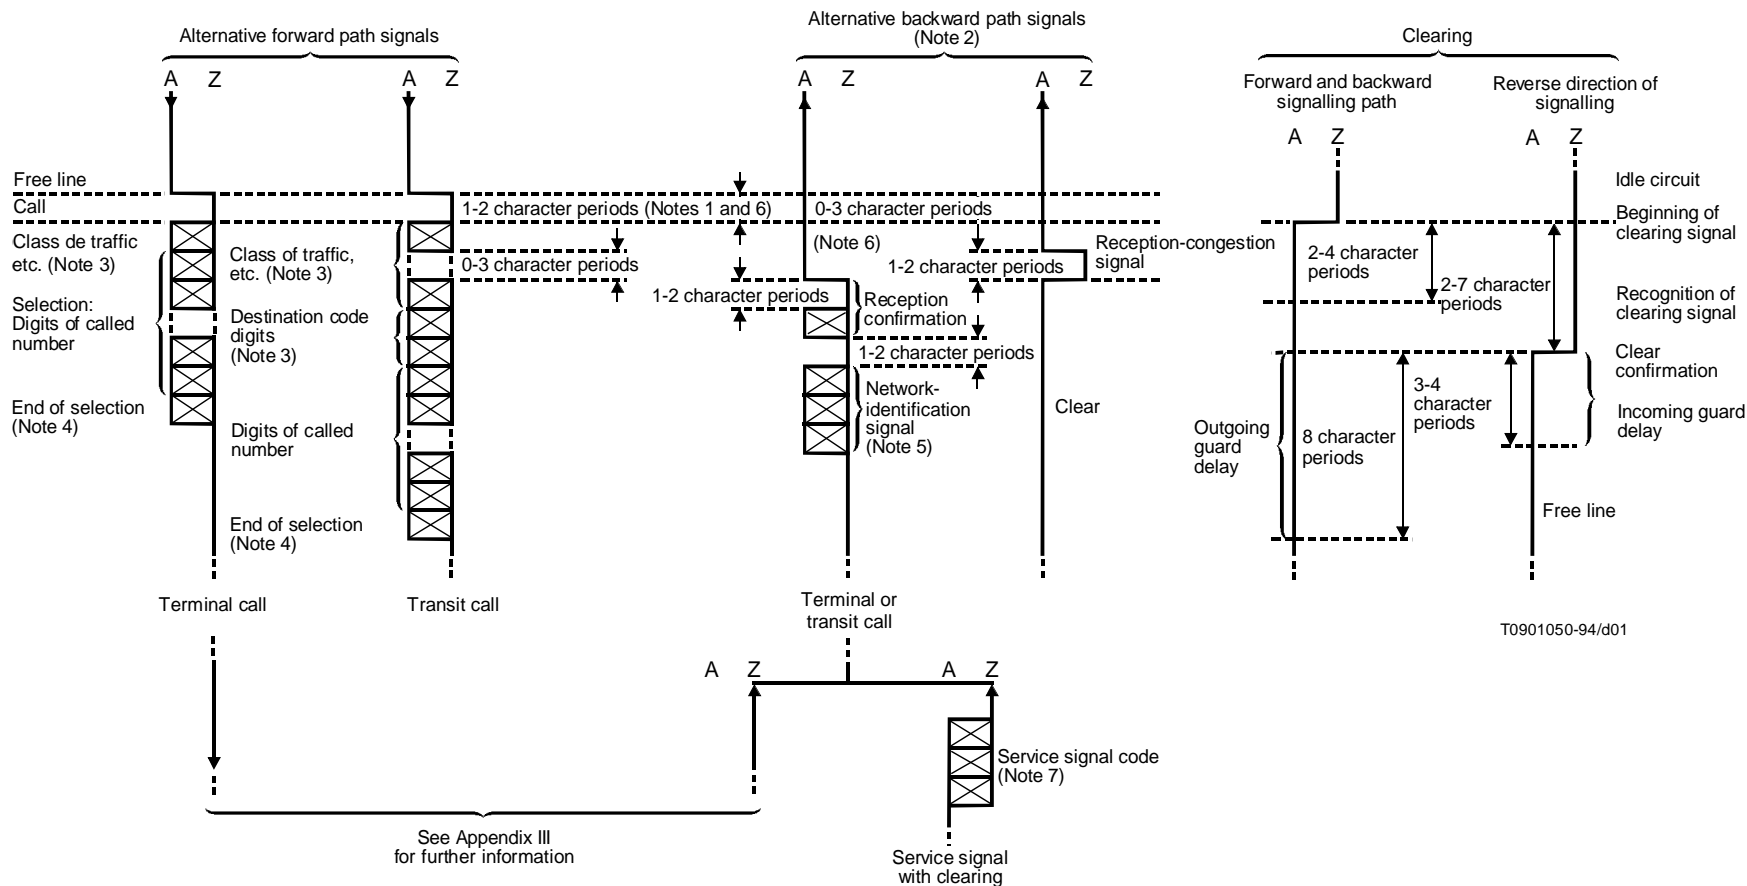 Alternative forward path signals
A Z
A Z
Alternative backward path signals
(Note 2)
A Z
A Z
Clearing
Forward and backward
signalling path
Reverse direction of
signalling
A Z
A Z
Free line
Call
Class de traffic
etc. (Note 3)
Selection:
Digits of called
number
End of selection
(Note 4)
Class of traffic,
etc. (Note 3)
Destination code
digits
(Note 3)
Digits of called
number
End of selection
(Note 4)
1-2 character periods (Notes 1 and 6)
0-3 character periods
0-3 character periods
(Note 6)
1-2 character periods
1-2 character periods
Reception-congestion
signal
Reception
confirmation
1-2 character periods
Network-
identification
signal
(Note 5)
Clear
Idle circuit
Beginning of
clearing signal
2-4 character
periods
2-7 character
periods
Recognition of
clearing signal
Clear
confirmation
3-4
character
periods
Incoming guard
delay
Outgoing
guard
delay
8 character
periods
Free line
Terminal call
Transit call
Terminal or
transit call
T0901050-94/d01
A Z
A Z
Service signal code
(Note 7)
See Appendix III
for further information
Service signal
with clearing